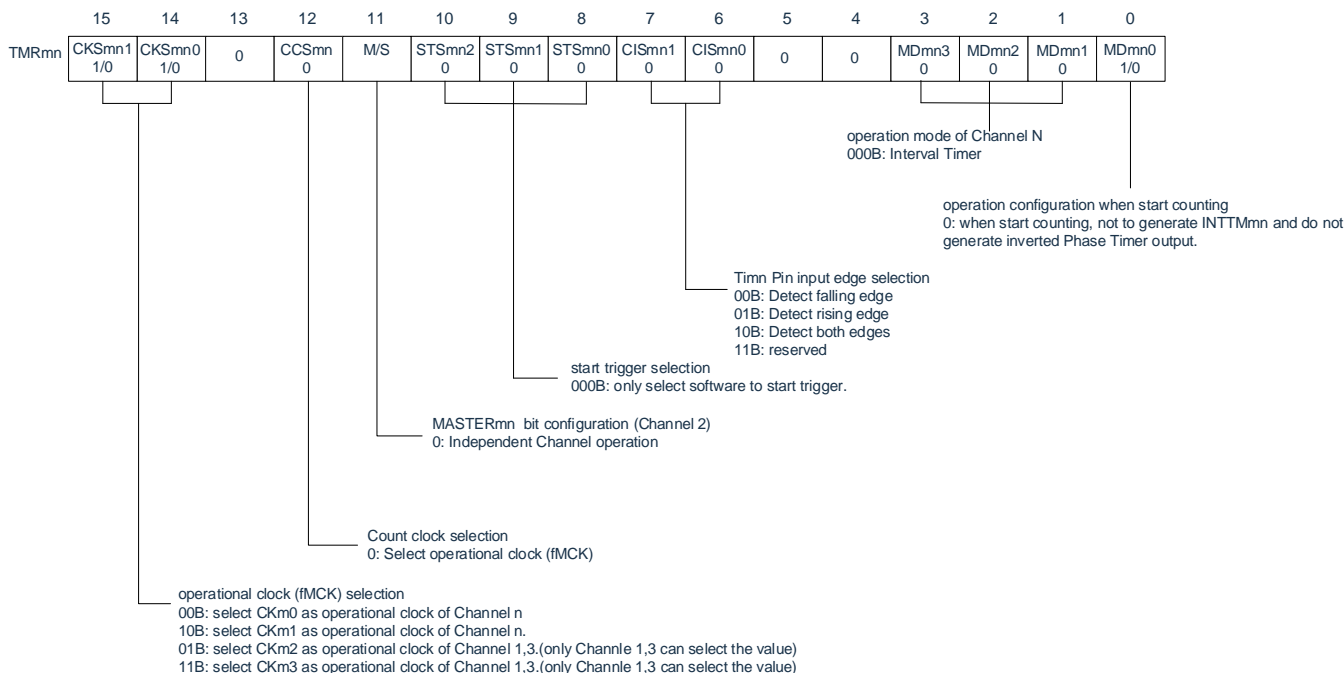 15 14 13 12 11 10 9 8 7 6 5 4 3 2 1 0
TMRmn CKSmn1 CKSmn0 0 CCSmn M/S STSmn2 STSmn1 STSmn0 CISmn1 CISmn0 0 0 MDmn3 MDmn2 MDmn1 MDmn0
1/0 1/0 0 0 0 0 0 0 0 0 0 1/0
operation mode of Channel N
000B: Interval Timer
operation configuration when start counting
0: when start counting, not to generate INTTMmn and do not
generate inverted Phase Timer output.
Timn Pin input edge selection
00B: Detect falling edge
01B: Detect rising edge
10B: Detect both edges
11B: reserved
start trigger selection
000B: only select software to start trigger.
MASTERmn bit configuration (Channel 2)
0: Independent Channel operation
Count clock selection
0: Select operational clock (fMCK)
operational clock (fMCK) selection
00B: select CKm0 as operational clock of Channel n
10B: select CKm1 as operational clock of Channel n.
01B: select CKm2 as operational clock of Channel 1,3.(only Channle 1,3 can select the value)
11B: select CKm3 as operational clock of Channel 1,3.(only Channle 1,3 can select the value)